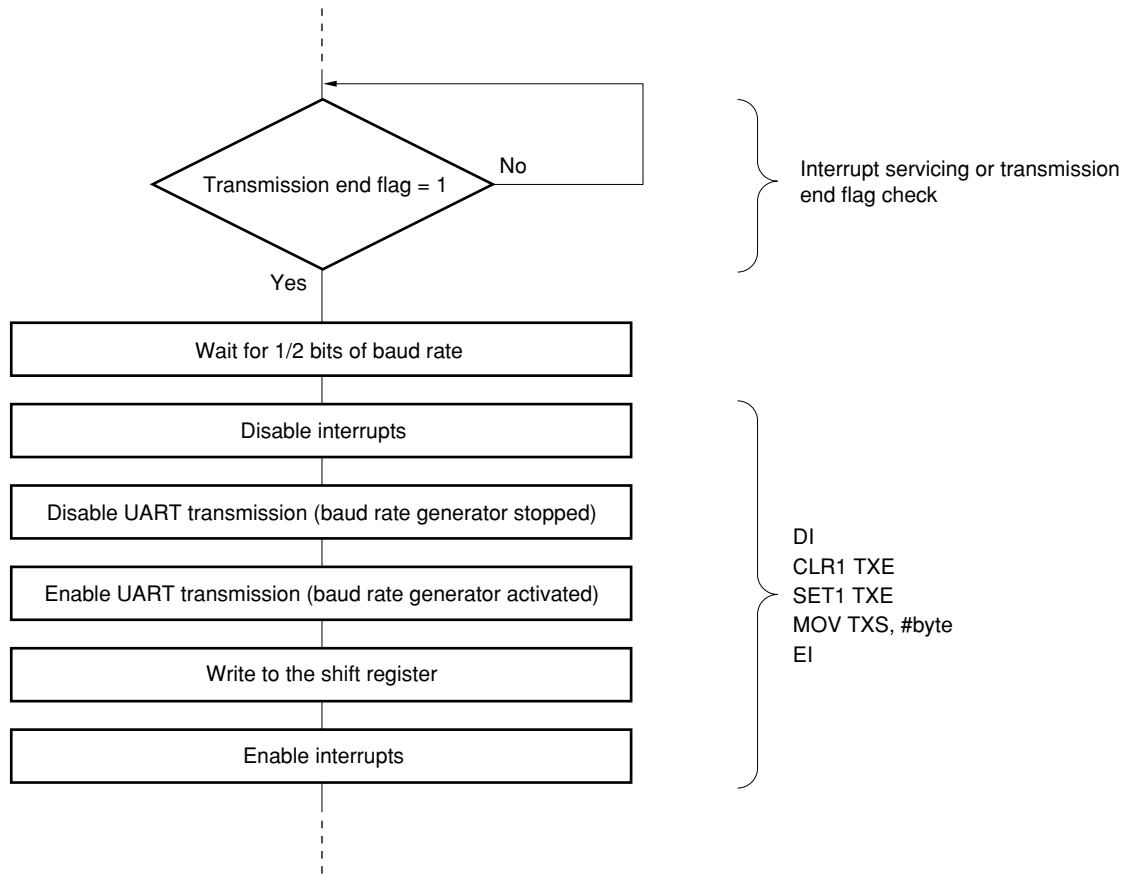 Transmission end flag = 1
No
Interrupt servicing or transmission
end flag check
Yes
Wait for 1/2 bits of baud rate
Disable interrupts
Disable UART transmission (baud rate generator stopped)
Enable UART transmission (baud rate generator activated)
Write to the shift register
Enable interrupts
DI
CLR1 TXE
SET1 TXE
MOV TXS, #byte
EI